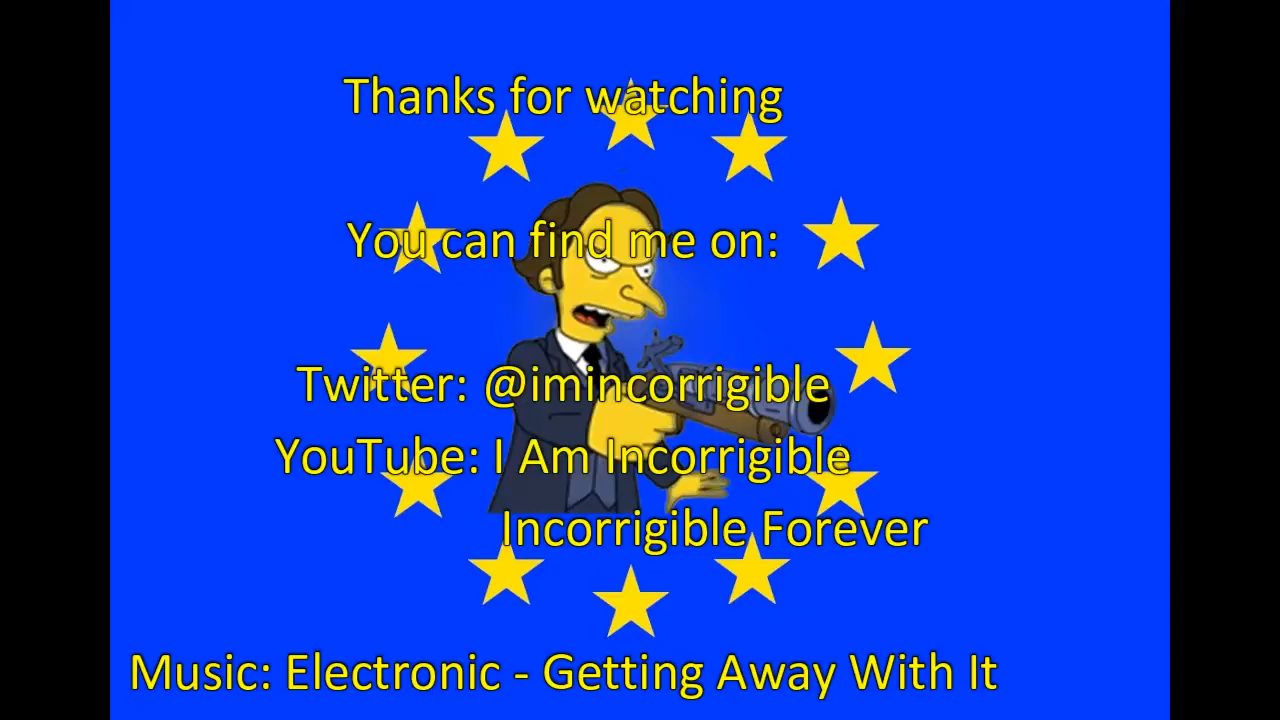 Thanks for watching
You can find me on:
Twitter: @imincorrigible
YouTube: I Am Incorrigible
Incorrigible Forever
Music: Electronic - Getting Away With It